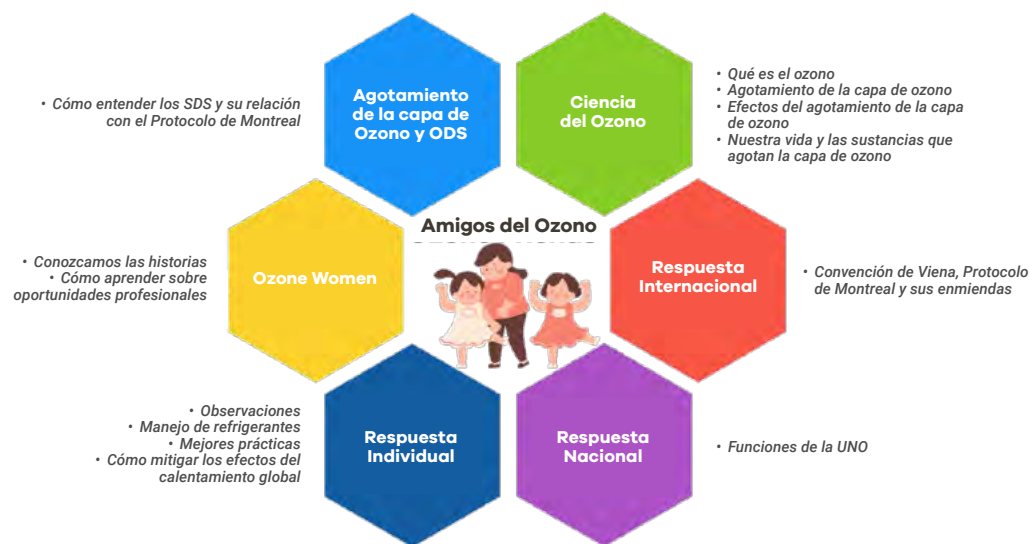 Agotamiento
de la capa de
Ozono y ODS
• Cómo entender los SDS y su relación
con el Protocolo de Montreal
Ciencia
del Ozono
• Qué es el ozono
• Agotamiento de la capa de ozono
• Efectos del agotamiento de la capa
de ozono
• Nuestra vida y las sustancias que
agotan la capa de ozono
Amigos del Ozono
Ozone Women
• Conozcamos las historias
• Cómo aprender sobre
oportunidades profesionales
Respuesta
Internacional
• Convención de Viena, Protocolo
de Montreal y sus enmiendas
Respuesta
Individual
• Observaciones
• Manejo de refrigerantes
• Mejores prácticas
• Cómo mitigar los efectos del
calentamiento global
Respuesta
Nacional
• Funciones de la UNO